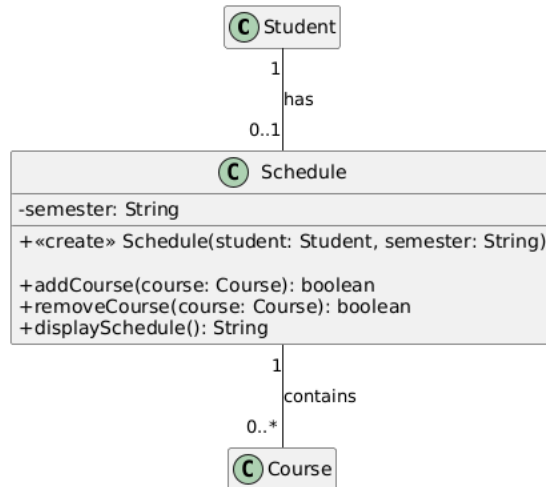 C Student
1
has
0..1
C Schedule
-semester: String
+«create» Schedule(student: Student, semester: String)
+addCourse(course: Course): boolean
+removeCourse(course: Course): boolean
+displaySchedule(): String
1
contains
0..*
C Course